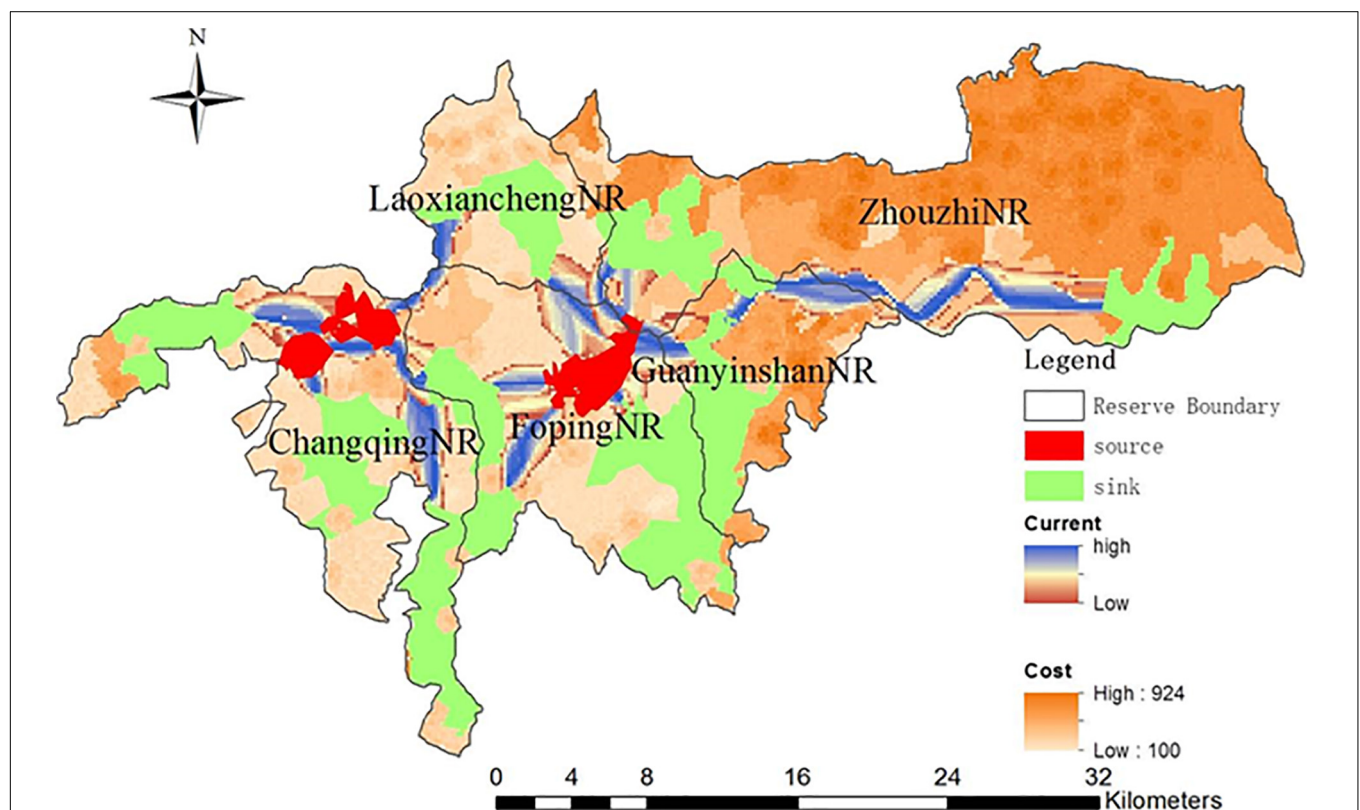 N
LaoxianchengNR
ZhouzhiNR
GuanyinshanNR
FopingNR
ChangqingNR
Legend
Reserve Boundary
source
sink
Current
high
Low
Cost
High : 924
Low : 100
0 4 8 16 24 32
Kilometers